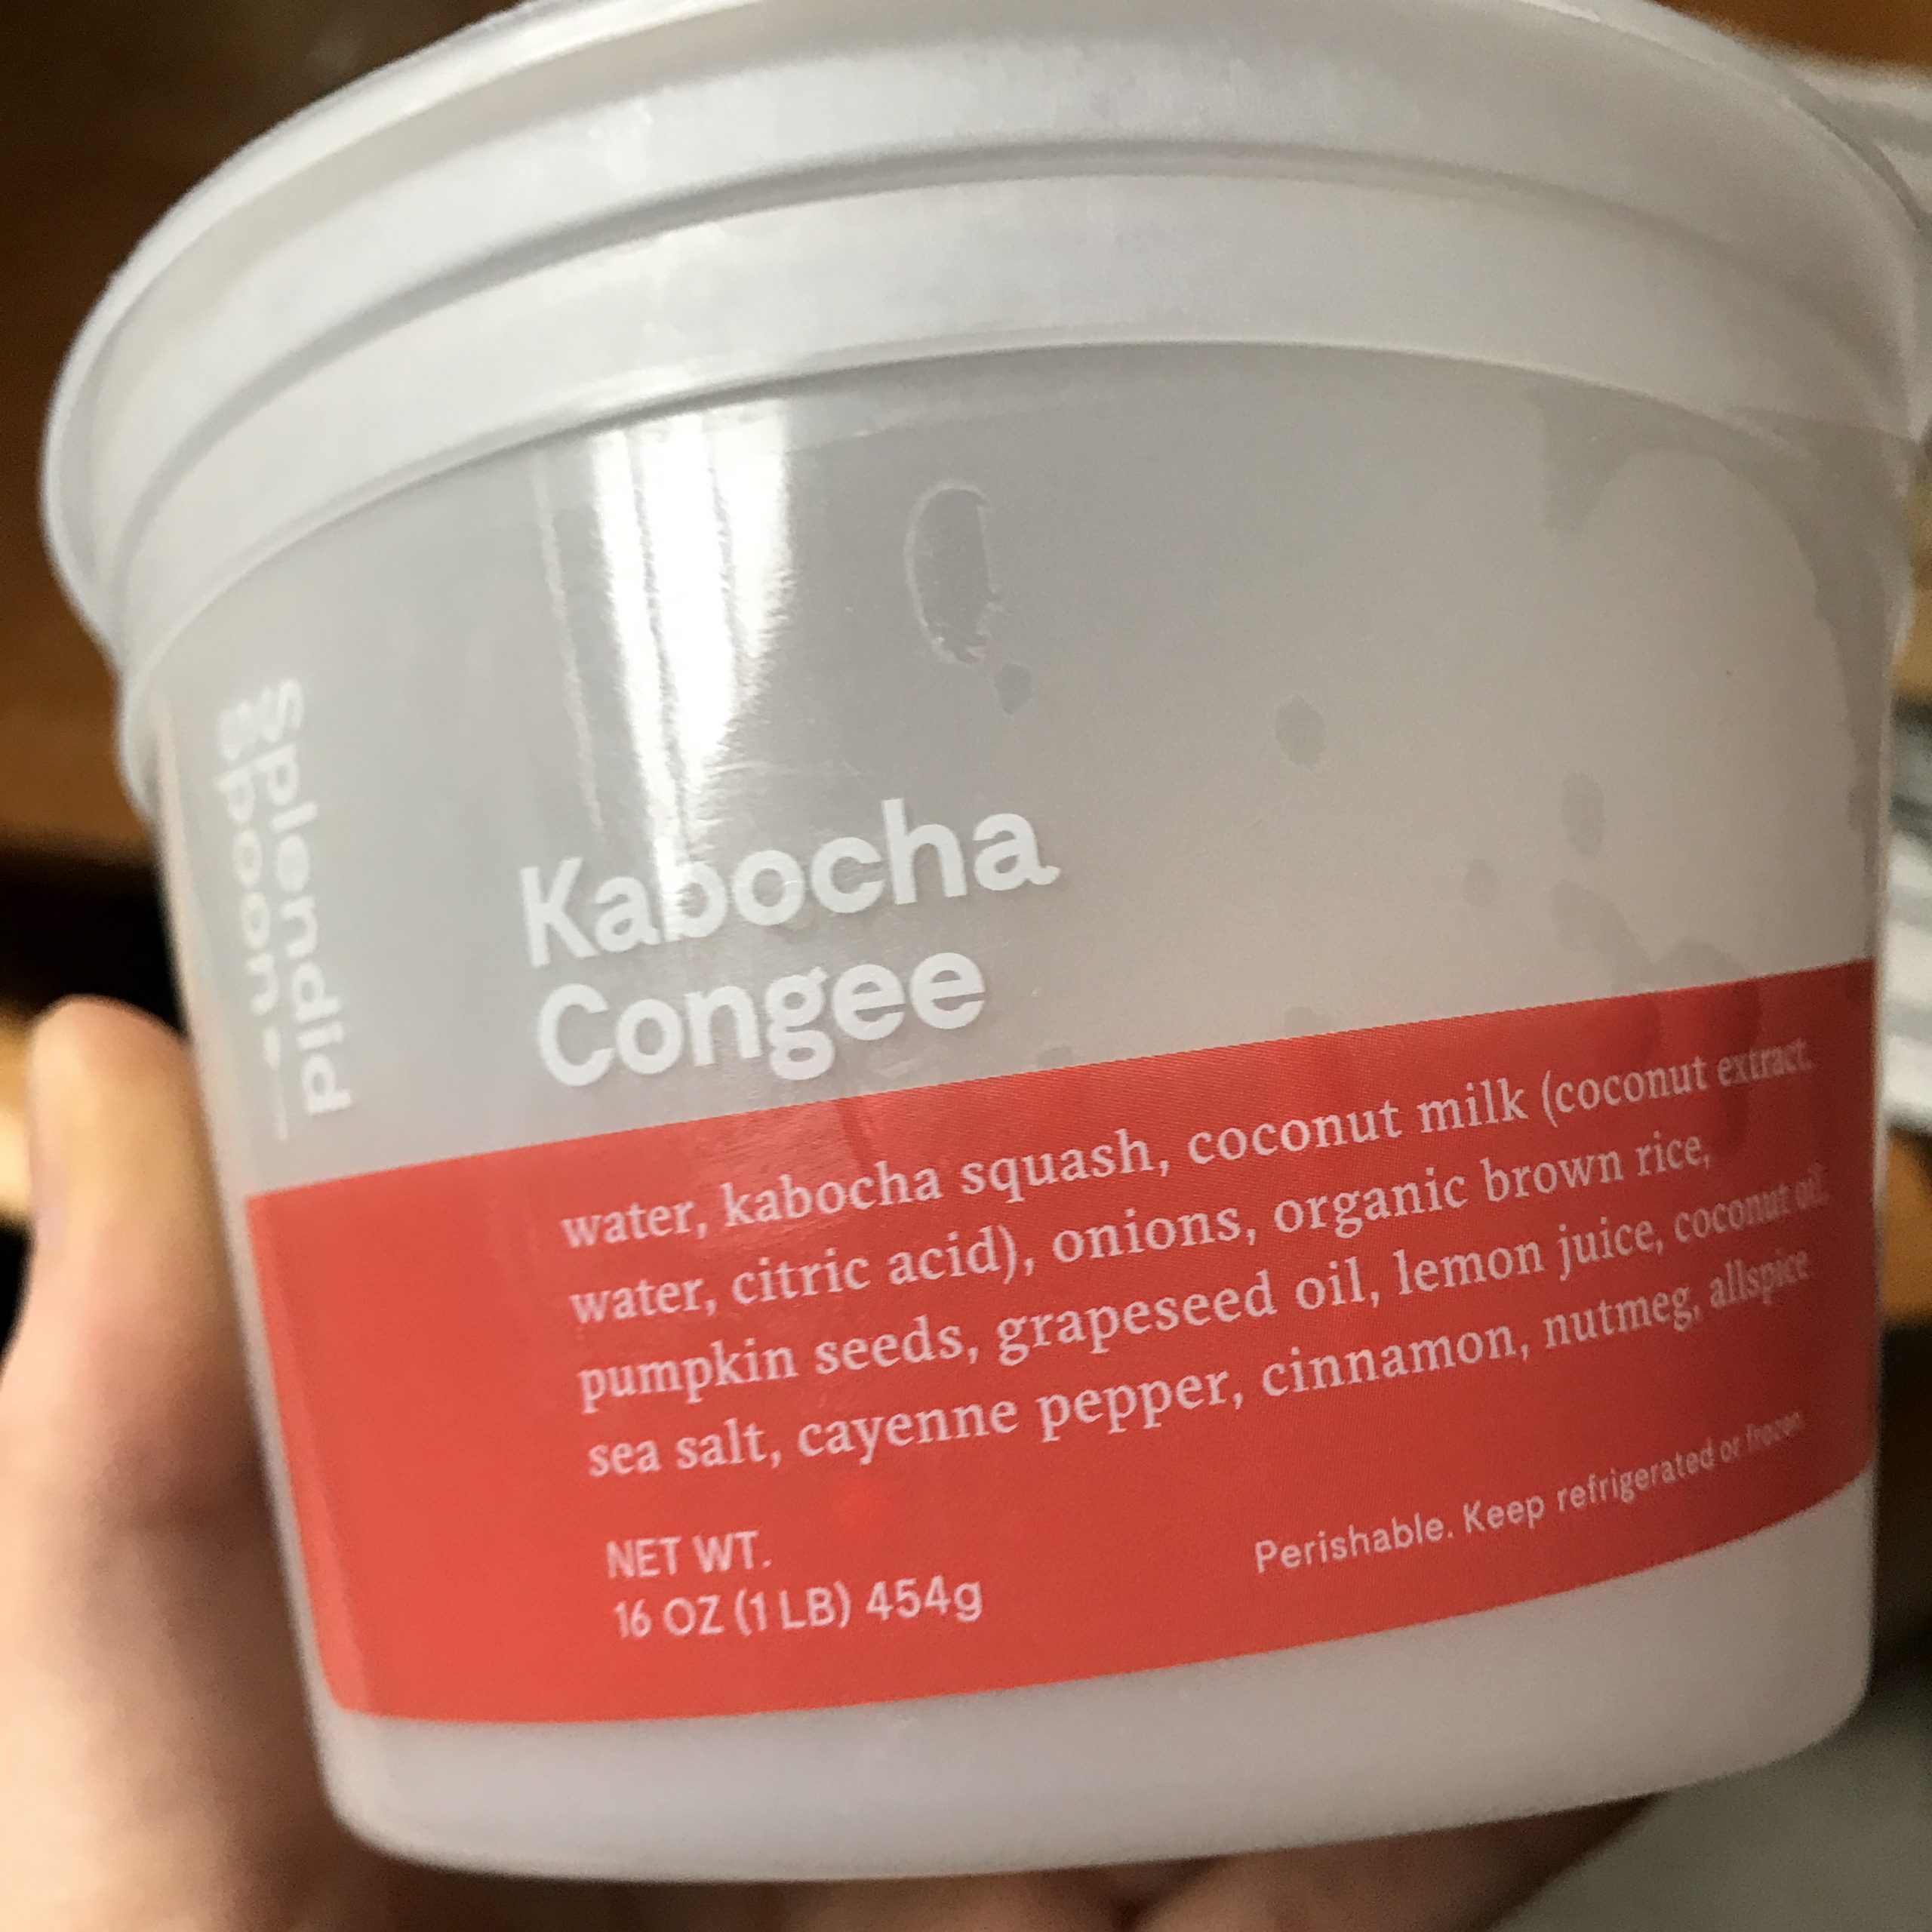 Splendid
Spoon
Kabocha
Congee
water, kabocha squash, coconut milk (coconut extract,
water, citric acid), onions, organic brown rice,
pumpkin seeds, grapeseed oil, lemon juice, coconut oil,
sea salt, cayenne pepper, cinnamon, nutmeg, allspice
NET WT.
16 OZ (1 LB) 454g
Perishable. Keep refrigerated or frozen